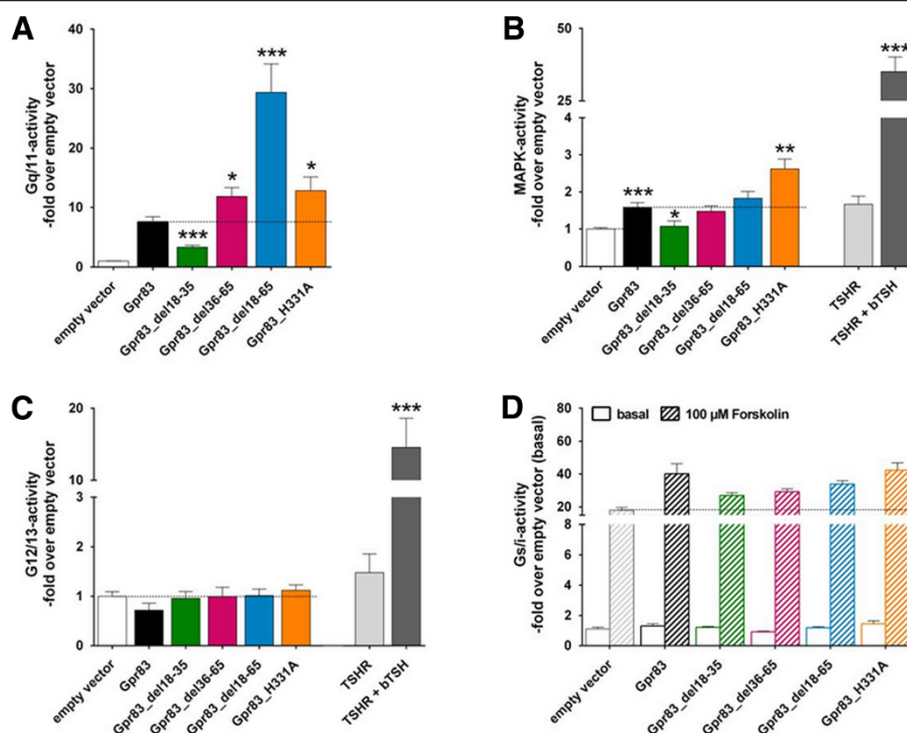 A
Gq/11-activity
-fold over empty vector
40
30
20
10
0
***
*
***
*
empty vector
Gpr83
Gpr83_del18-35
Gpr83_del36-65
Gpr83_del18-65
Gpr83_H331A
B
MAPK-activity
-fold over empty vector
50
25
4
3
2
1
0
***
*
**
***
empty vector
Gpr83
Gpr83_del18-35
Gpr83_del36-65
Gpr83_del18-65
Gpr83_H331A
TSHR
TSHR + bTSH
C
G12/13-activity
-fold over empty vector
20
10
3
2
1
0
***
empty vector
Gpr83
Gpr83_del18-35
Gpr83_del36-65
Gpr83_del18-65
Gpr83_H331A
TSHR
TSHR + bTSH
D
Gs/i-activity
-fold over empty vector (basal)
80
60
40
20
8
6
4
2
0
basal
100 µM Forskolin
empty vector
Gpr83
Gpr83_del18-35
Gpr83_del36-65
Gpr83_del18-65
Gpr83_H331A